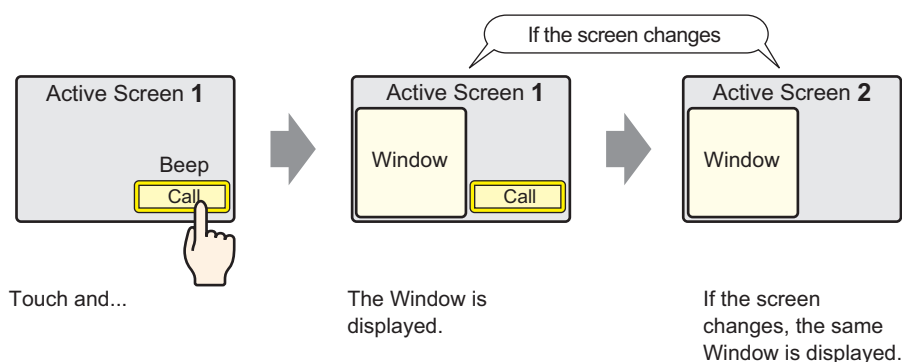 If the screen changes
Active Screen 1
Beep
Call
Active Screen 1
Window
Call
Active Screen 2
Window
Touch and...
The Window is
displayed.
If the screen
changes, the same
Window is displayed.